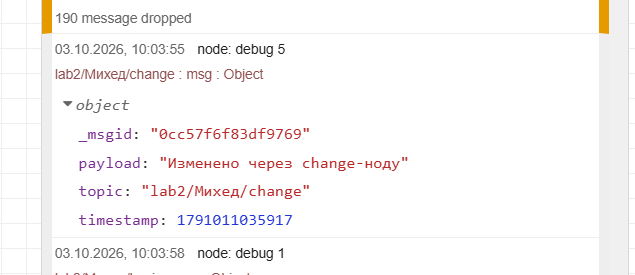 190 message dropped
03.10.2026, 10:03:55 node: debug 5
lab2/Михед/change : msg : Object
object
_msgid: "0cc57f6f83df9769"
payload: "Изменено через change-ноду"
topic: "lab2/Михед/change"
timestamp: 1791011035917
03.10.2026, 10:03:58 node: debug 1